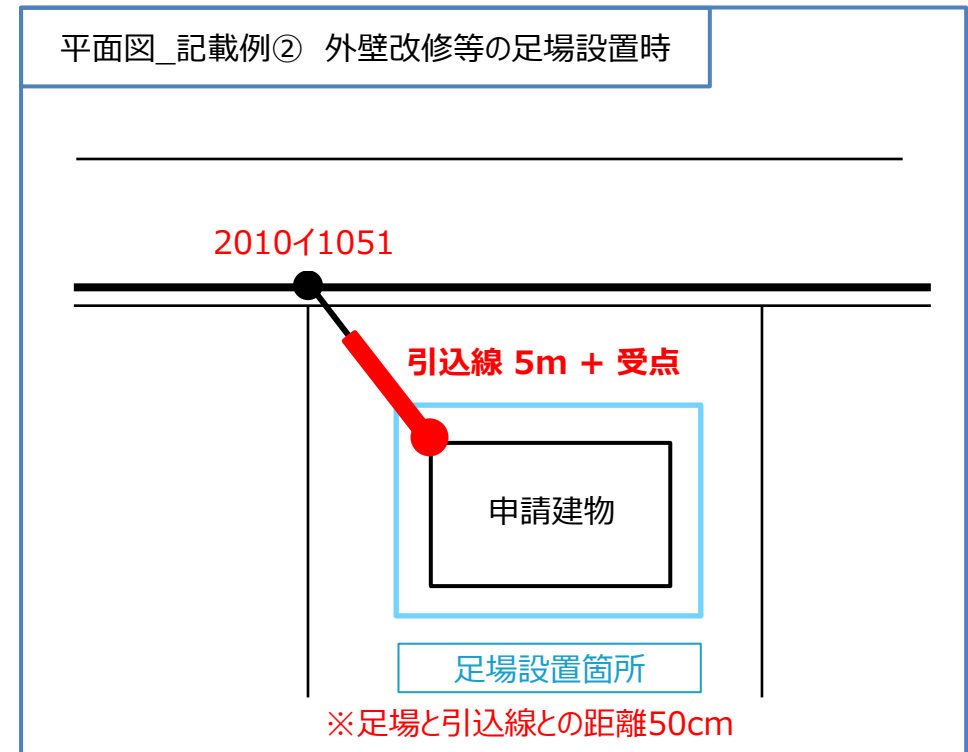 平面図_記載例② 外壁改修等の足場設置時
2010イ1051
引込線 5m + 受点
申請建物
足場設置箇所
※足場と引込線との距離50cm